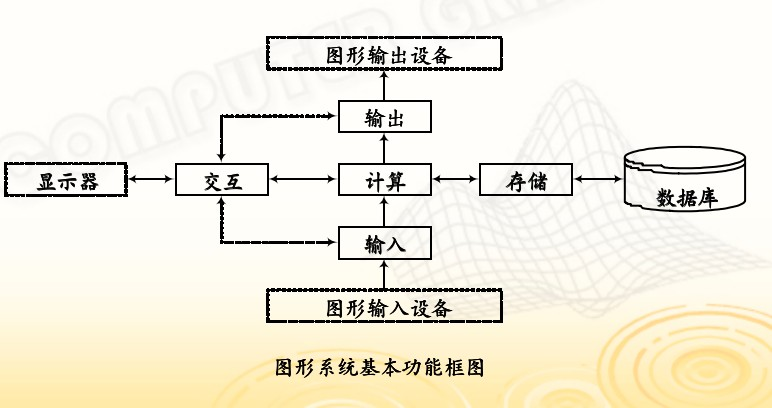 COMPUTER GRA
图形输出设备
输出
显示器
交互
计算
存储
数据库
输入
图形输入设备
图形系统基本功能框图